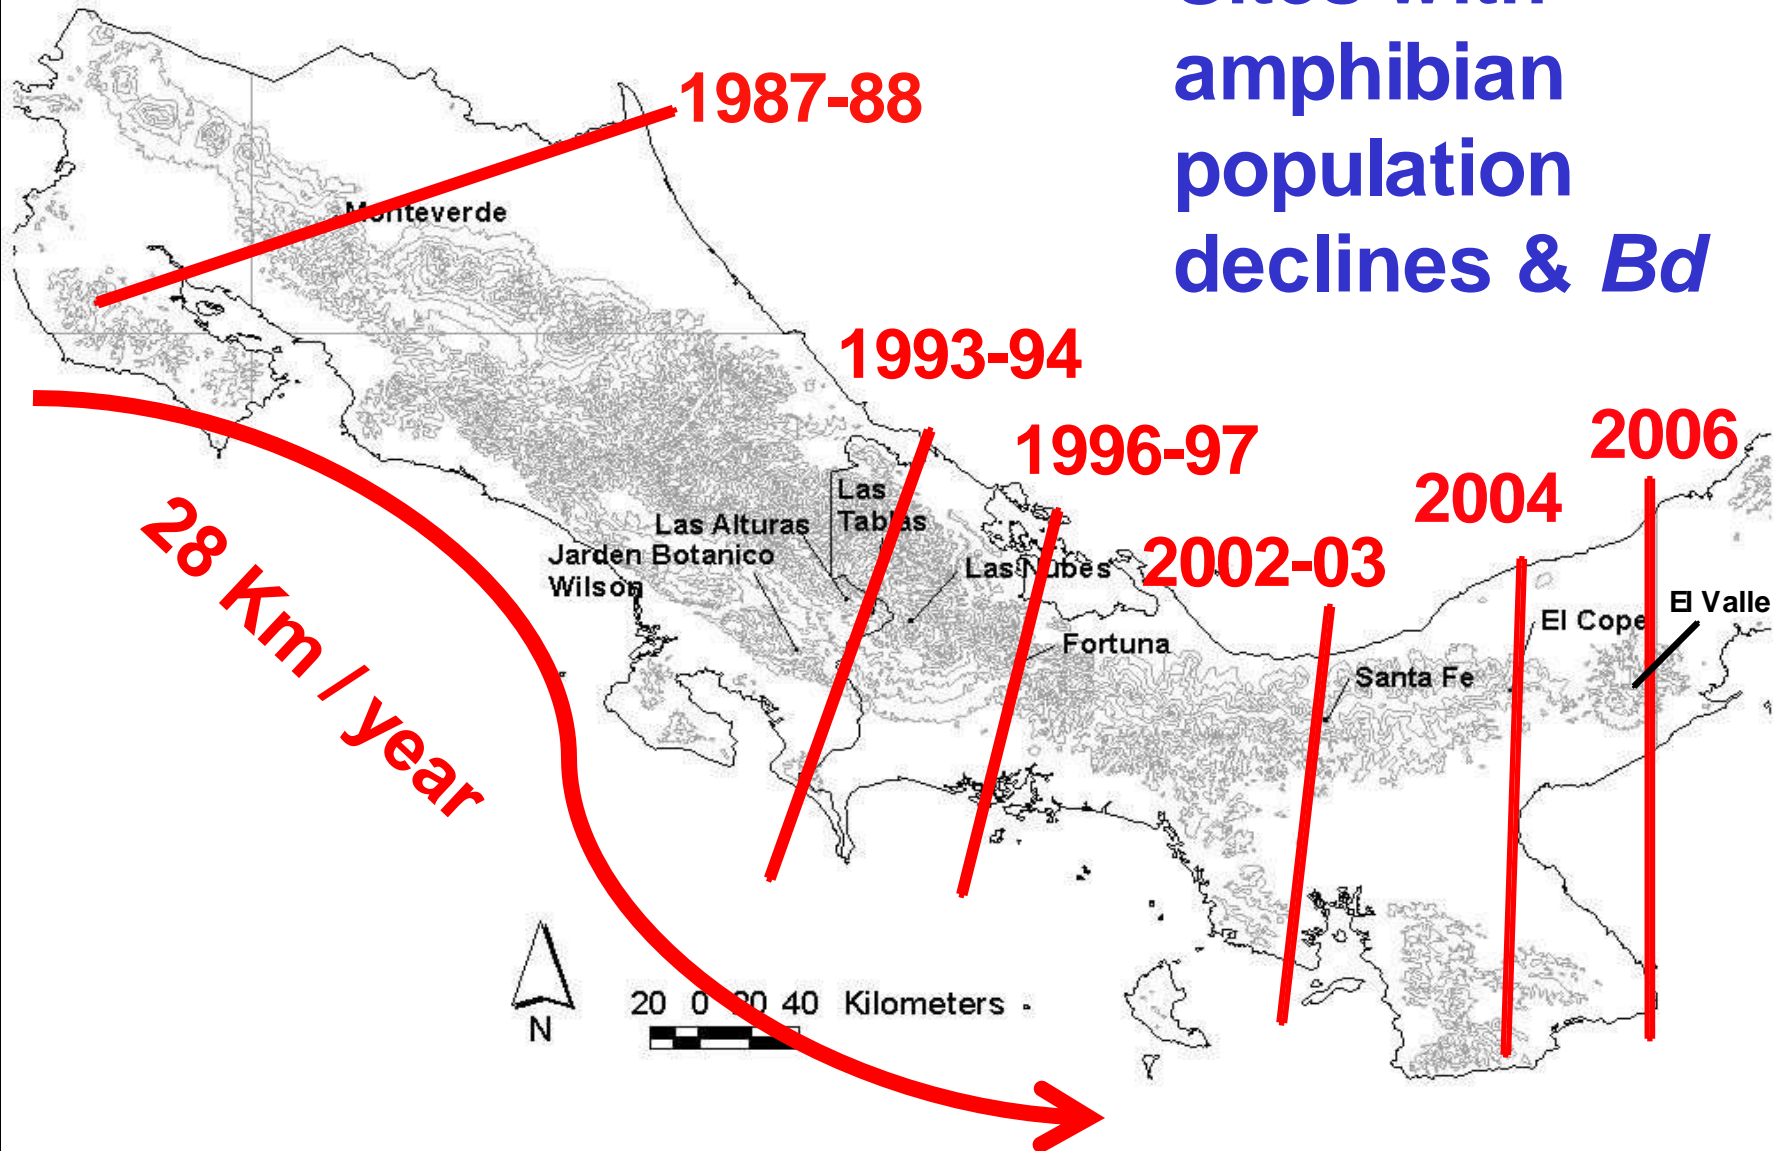 Sites with
amphibian
population
declines & Bd
1987-88
Monteverde
1993-94
1996-97
2006
2004
2002-03
Las
Tablas
Las Alturas
Jarden Botanico
Wilson
Las Nubes
Fortuna
Santa Fe
El Cope
El Valle
28 Km / year
20 0 20 40 Kilometers
N